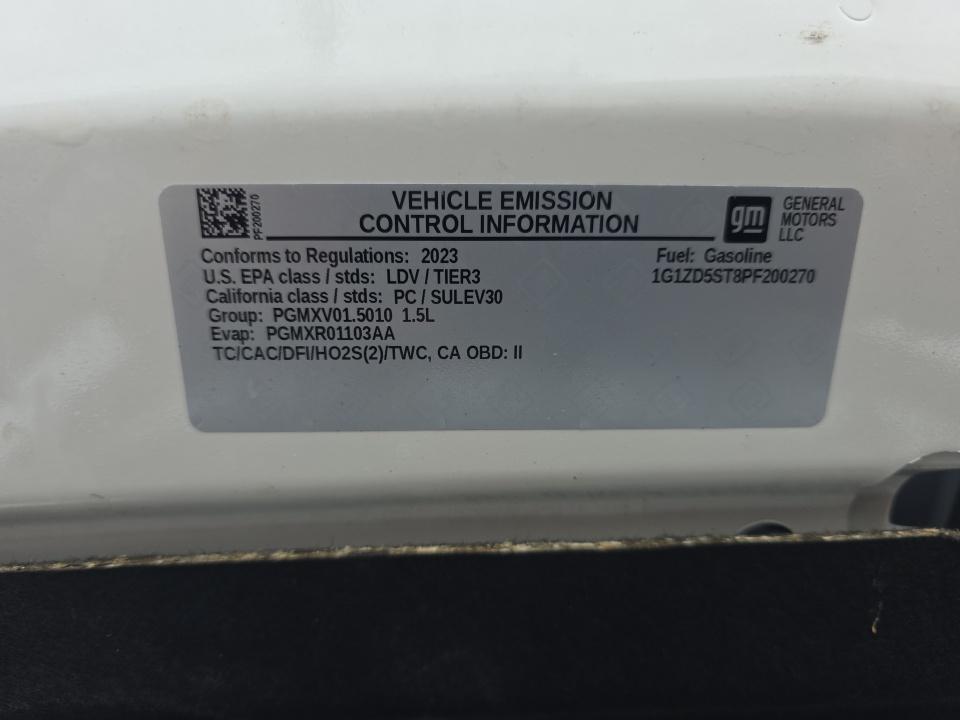 PF200270
VEHICLE EMISSION
CONTROL INFORMATION
gm
GENERAL
MOTORS
LLC
Conforms to Regulations: 2023
U.S. EPA class / stds: LDV / TIER3
California class / stds: PC / SULEV30
Group: PGMXV01.5010 1.5L
Evap: PGMXR01103AA
TC/CAC/DFI/HO2S(2)/TWC, CA OBD: II
Fuel: Gasoline
1G1ZD5ST8PF200270